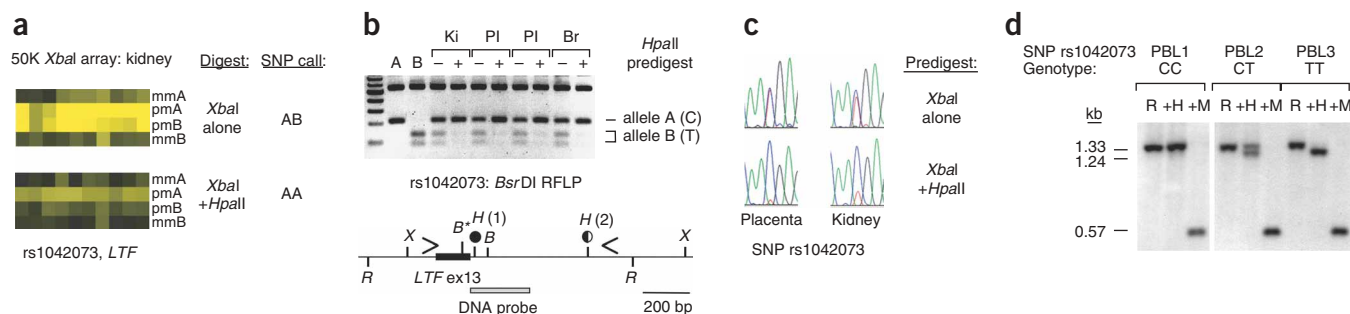 a
50K XbaI array: kidney
Digest:
SNP call:
mmA
pmA
pmB
mmB
XbaI
alone
AB
mmA
pmA
pmB
mmB
XbaI
+HpaII
AA
rs1042073, LTF
b
Ki
PI
PI
Br
HpaII
predigest
A
B
–
+
–
+
–
+
–
+
allele A (C)
allele B (T)
rs1042073: BsrDI RFLP
X
B*
H (1)
B
H (2)
X
R
LTF ex13
R
DNA probe
200 bp
c
Predigest:
XbaI
alone
XbaI
+HpaII
Placenta
Kidney
SNP rs1042073
d
SNP rs1042073
Genotype:
PBL1
CC
PBL2
CT
PBL3
TT
kb
R +H +M
R +H +M
R +H +M
1.33
1.24
0.57